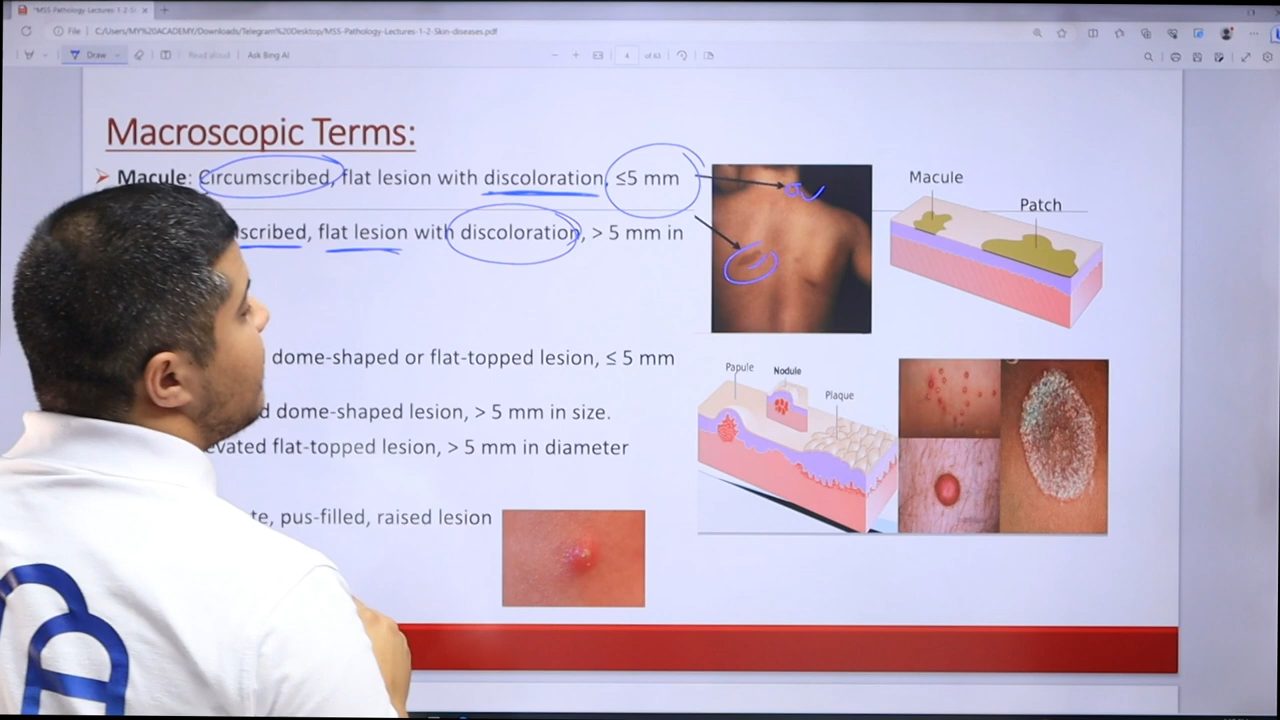 MSS-Pathology-Lectures-1-2 S
File | C:/Users/MY%20ACADEMY/Downloads/Telegram%20Desktop/MSS-Pathology-Lectures-1-2-Skin-diseases.pdf
Draw Read aloud Ask Bing AI 4 of 63
Macroscopic Terms:
Macule: Circumscribed, flat lesion with discoloration, ≤5 mm
scribed, flat lesion with discoloration, > 5 mm in
dome-shaped or flat-topped lesion, ≤ 5 mm
d dome-shaped lesion, > 5 mm in size.
evated flat-topped lesion, > 5 mm in diameter
te, pus-filled, raised lesion
Macule
Patch
Papule
Nodule
Plaque